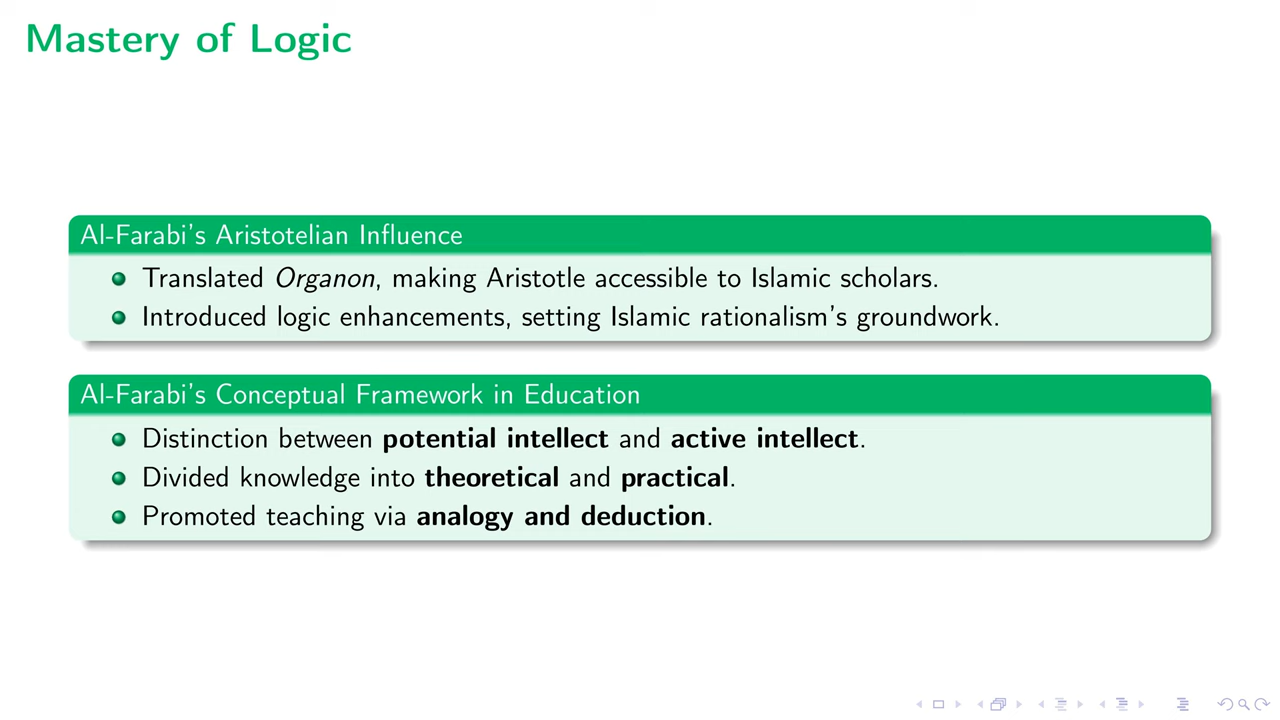 Mastery of Logic
Al-Farabi's Aristotelian Influence
Translated Organon, making Aristotle accessible to Islamic scholars.
Introduced logic enhancements, setting Islamic rationalism's groundwork.
Al-Farabi's Conceptual Framework in Education
Distinction between potential intellect and active intellect.
Divided knowledge into theoretical and practical.
Promoted teaching via analogy and deduction.